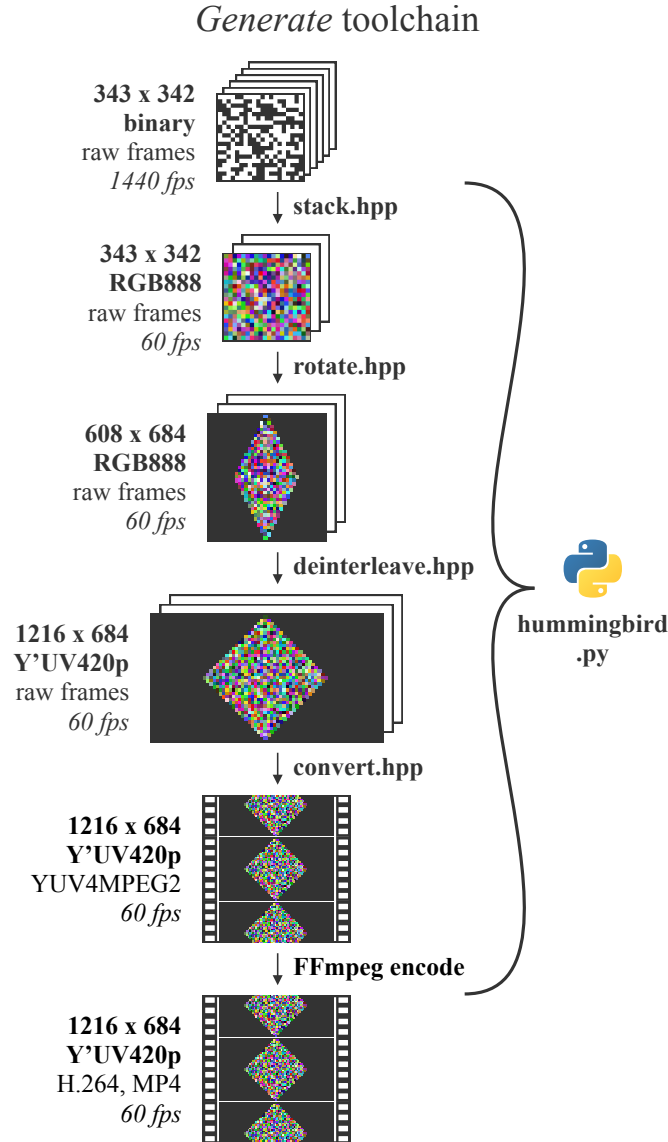 Generate toolchain
343 x 342
binary
raw frames
1440 fps
stack.hpp
343 x 342
RGB888
raw frames
60 fps
rotate.hpp
608 x 684
RGB888
raw frames
60 fps
deinterleave.hpp
hummingbird
.py
1216 x 684
Y’UV420p
raw frames
60 fps
convert.hpp
1216 x 684
Y’UV420p
YUV4MPEG2
60 fps
FFmpeg encode
1216 x 684
Y’UV420p
H.264, MP4
60 fps